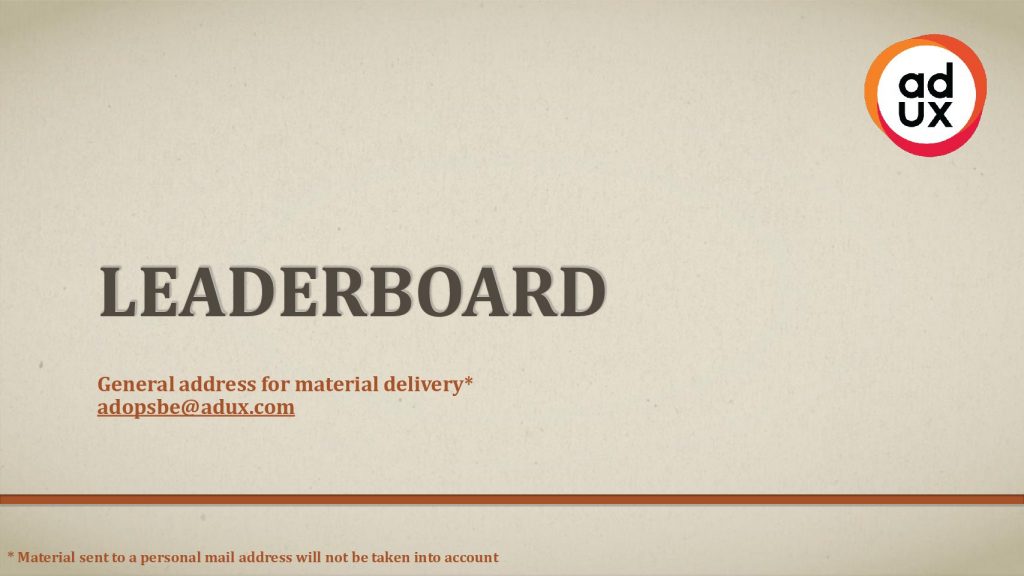 ad
ux
LEADERBOARD
General address for material delivery*
adopsbe@adux.com
* Material sent to a personal mail address will not be taken into account